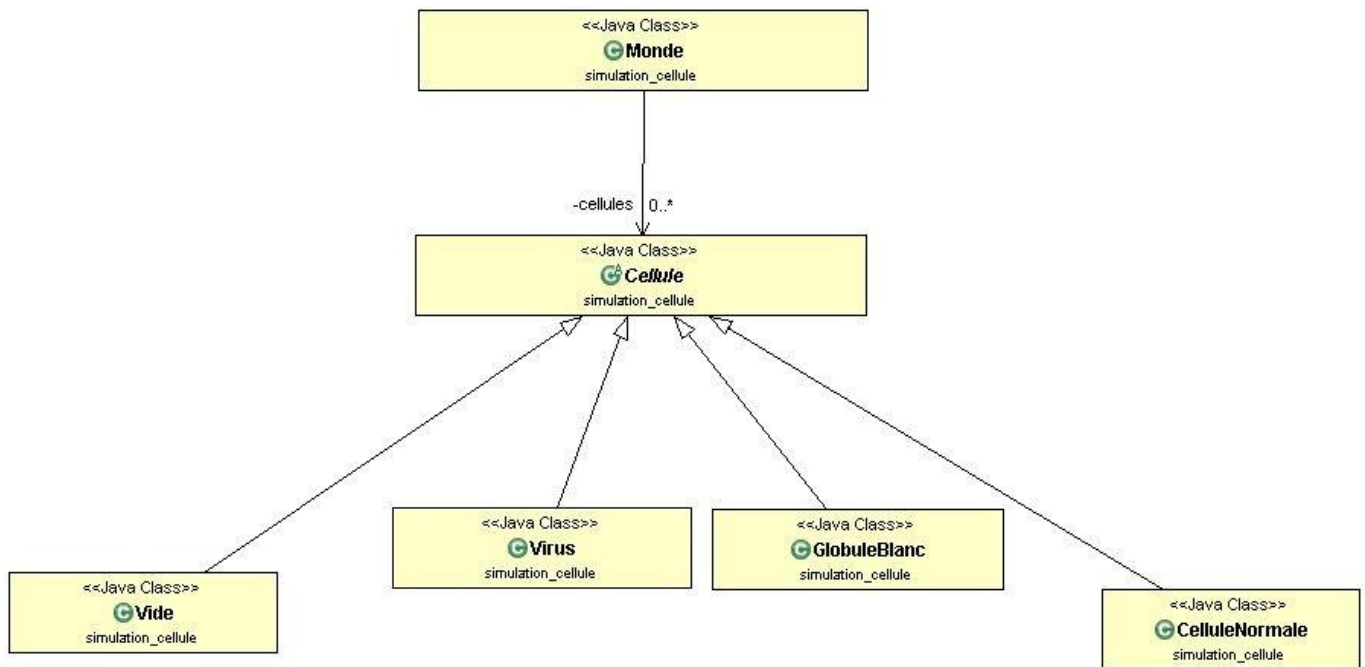 <<Java Class>>
Monde
simulation_cellule
-cellules 0..*
<<Java Class>>
Cellule
simulation_cellule
<<Java Class>>
Virus
simulation_cellule
<<Java Class>>
GlobuleBlanc
simulation_cellule
<<Java Class>>
Vide
simulation_cellule
<<Java Class>>
CelluleNormale
simulation_cellule